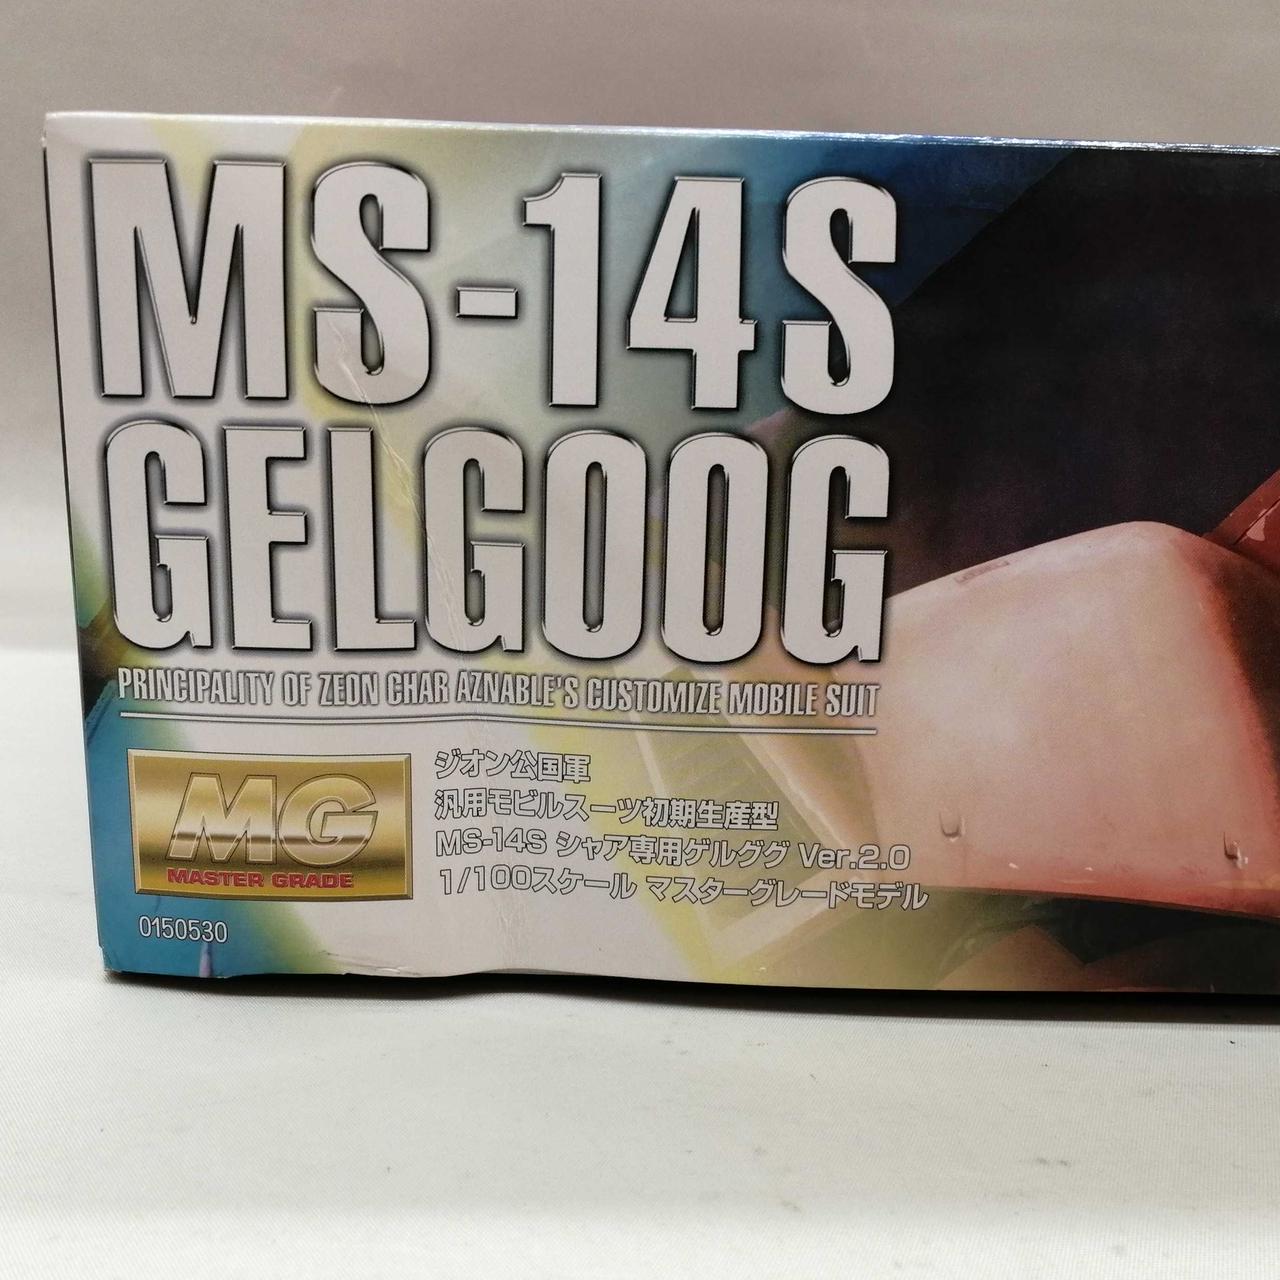 MS-14S
GELGOOG
PRINCIPALITY OF ZEON CHAR AZNABLE'S CUSTOMIZE MOBILE SUIT
MG
MASTER GRADE
0150530
ジオン公国軍
汎用モビルスーツ初期生産型
MS-14S シャア専用ゲルググ Ver.2.0
1/100スケール マスターグレードモデル